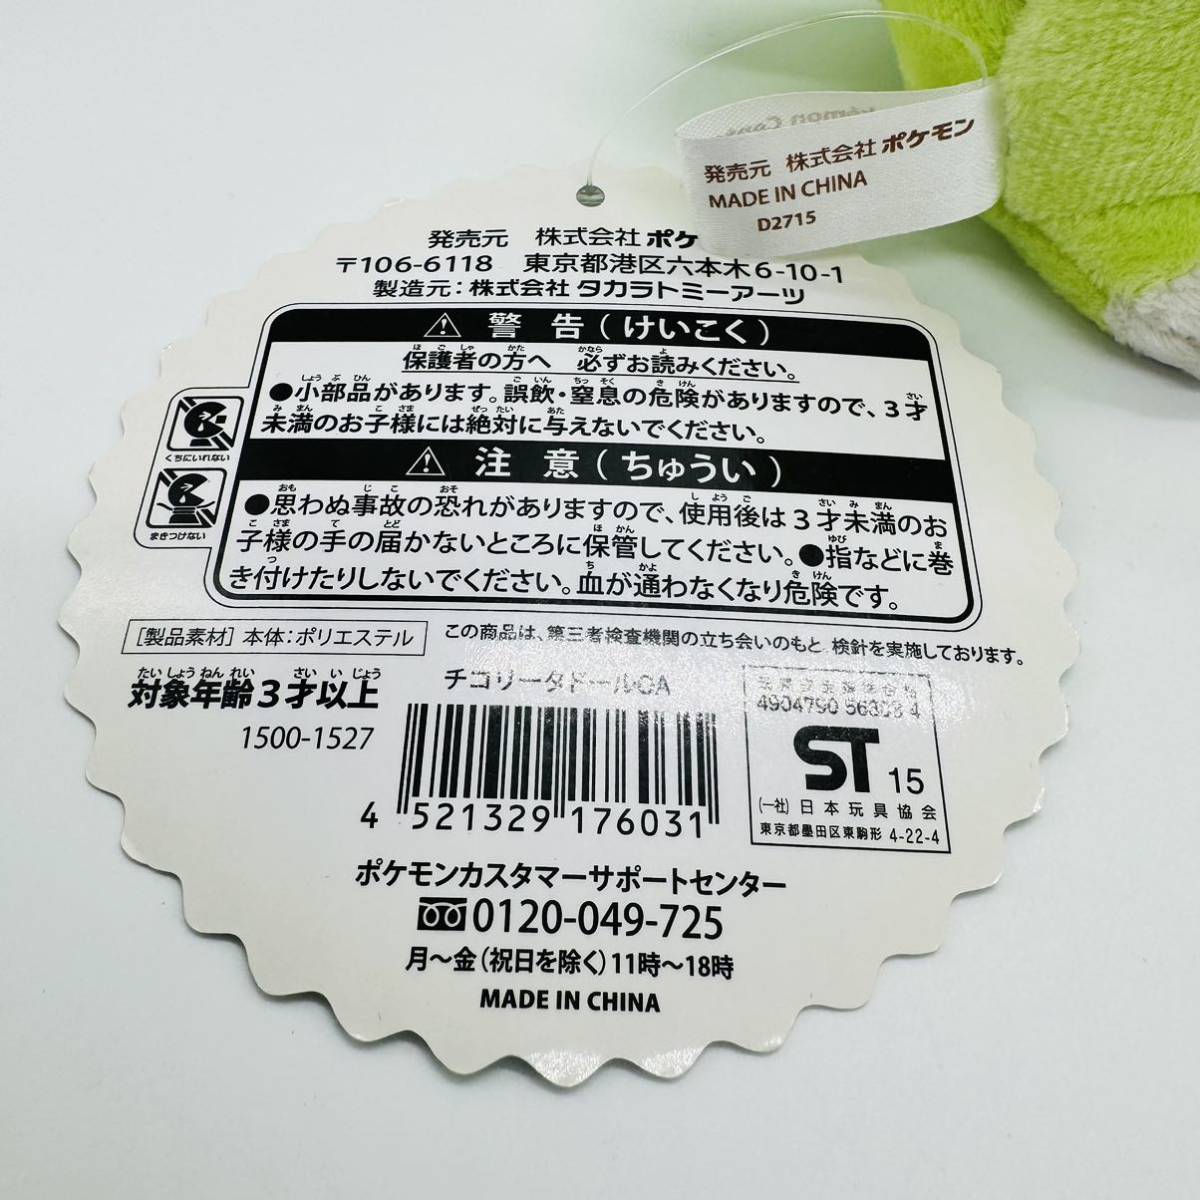 発売元 株式会社 ポケモン
MADE IN CHINA
D2715
発売元 株式会社 ポケ
〒106-6118 東京都港区六本木6-10-1
製造元：株式会社 タカラトミーアーツ
⚠ 警告（けいこく）
保護者の方へ 必ずお読みください。
●小部品があります。誤飲・窒息の危険がありますので、3才
未満のお子様には絶対に与えないでください。
くちにいれない
⚠ 注意（ちゅうい）
●思わぬ事故の恐れがありますので、使用後は3才未満のお
子様の手の届かないところに保管してください。●指などに巻
き付けたりしないでください。血が通わなくなり危険です。
まきつけない
［製品素材］本体：ポリエステル
この商品は、第三者検査機関の立ち会いのもと、検針を実施しております。
対象年齢3才以上
1500-1527
チコリータドールCA
4 521329 176031
ST 15
(一社) 日本玩具協会
東京都墨田区東駒形 4-22-4
ポケモンカスタマーサポートセンター
0120-049-725
月～金（祝日を除く）11時～18時
MADE IN CHINA